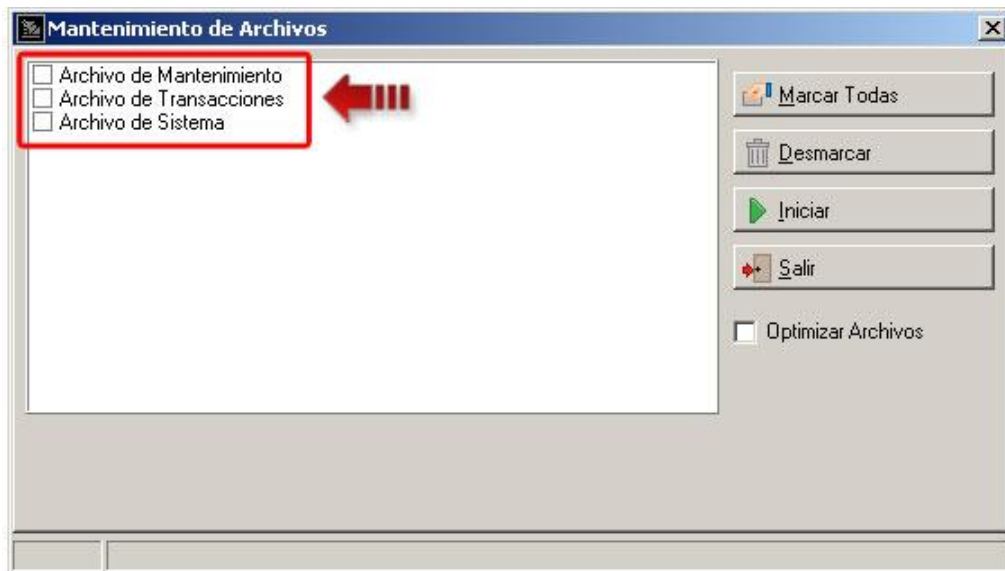 Mantenimiento de Archivos
Archivo de Mantenimiento
Archivo de Transacciones
Archivo de Sistema
Marcar Todas
Desmarcar
Iniciar
Salir
Optimizar Archivos